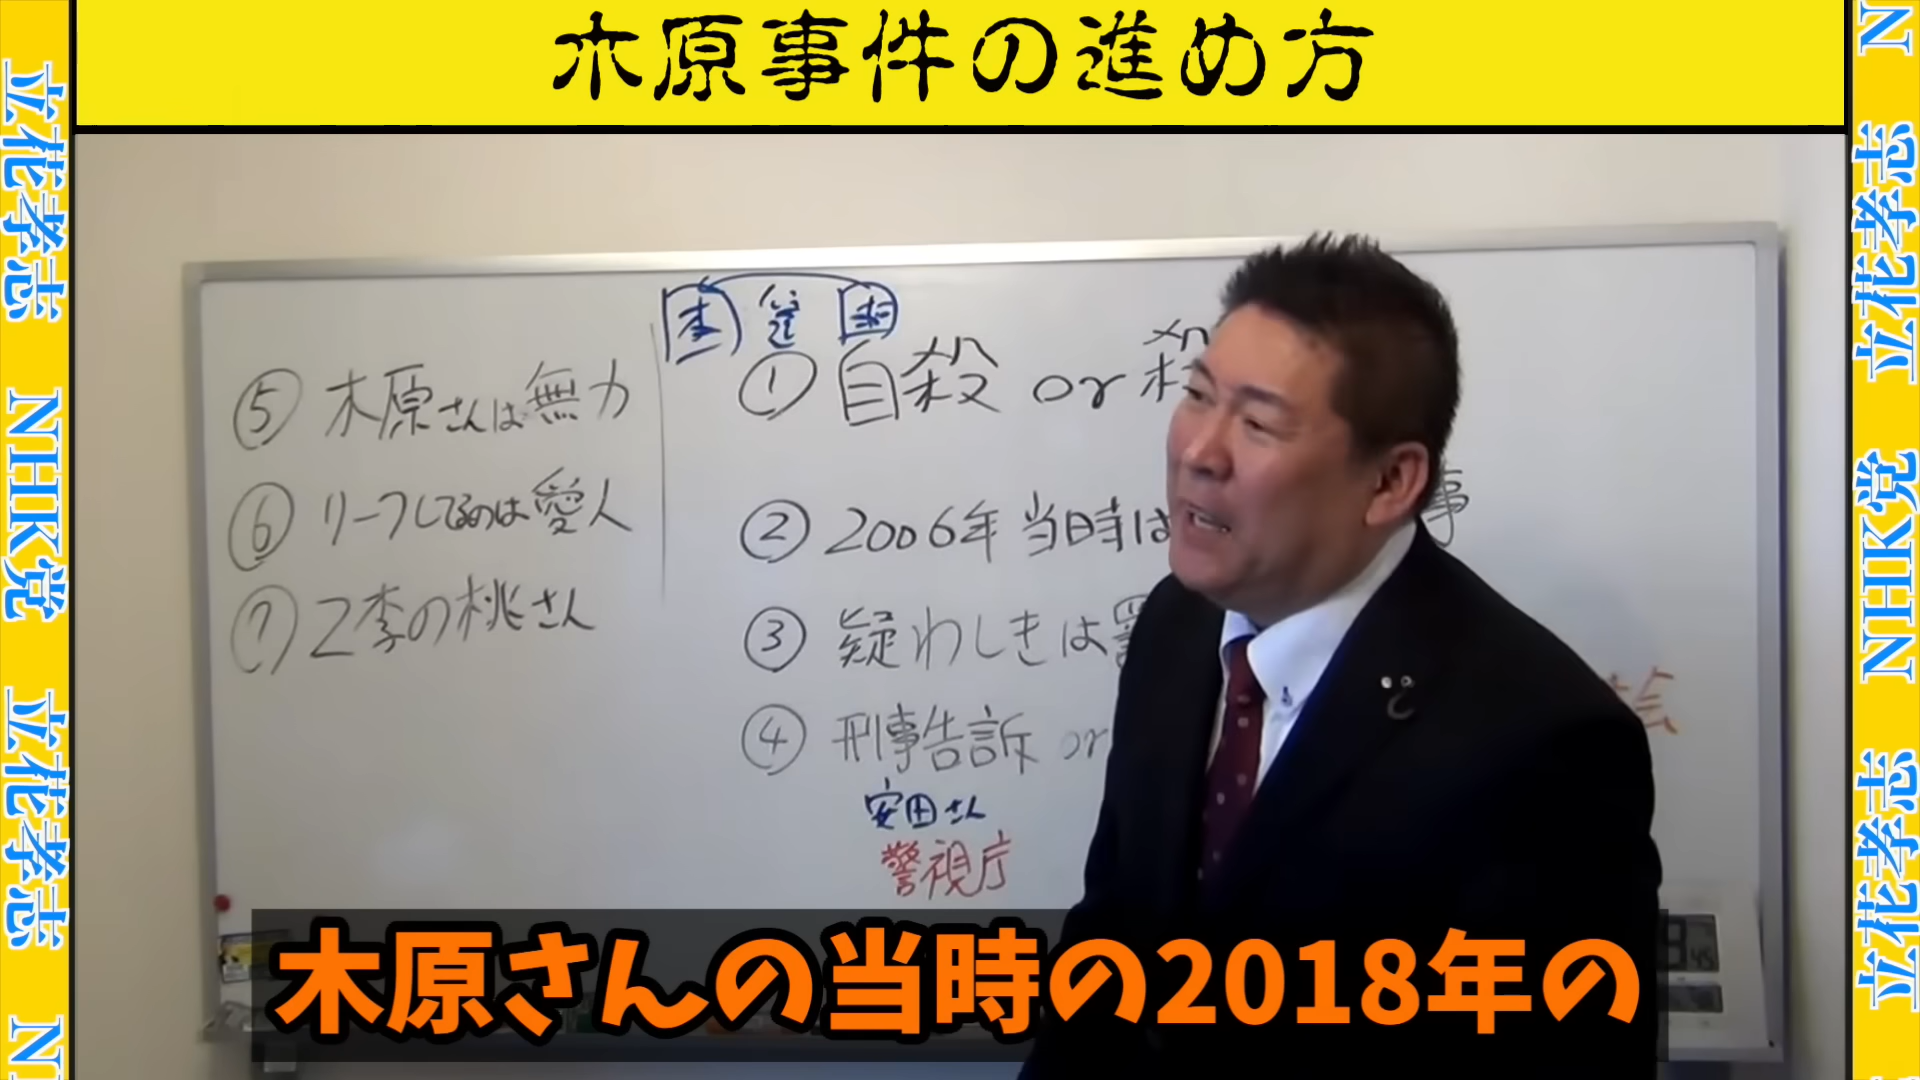 木原事件の進め方
立花孝志 NHK党 立花孝志 N
N 立花孝志 NHK党 立花孝志
⑤ 木原さんは無力
⑥ リークしてるのは愛人
⑦ Z李の桃さん
① 自殺 or 殺
② 2006年当時は
事
③ 疑わしきは罰
④ 刑事告訴 or
安田さん
警視庁
木原さんの当時の2018年の